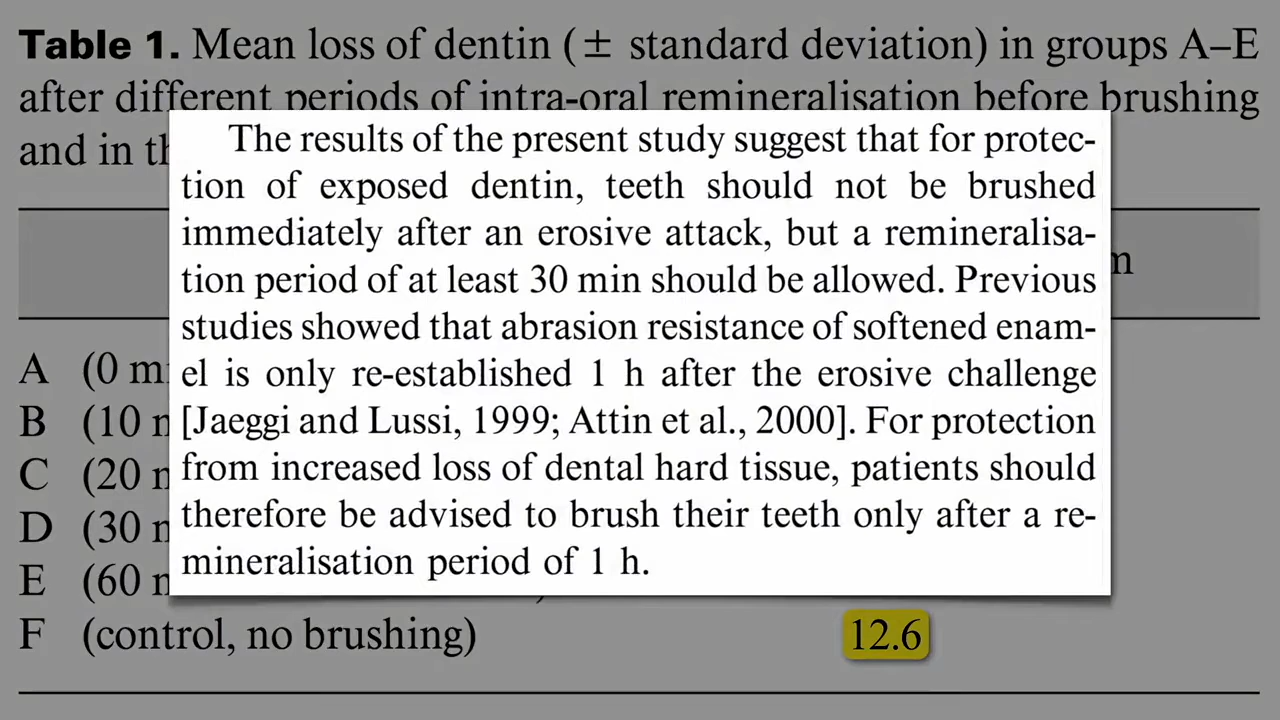 Table 1. Mean loss of dentin (± standard deviation) in groups A–E
after different periods of intra-oral remineralisation before brushing
and in th
The results of the present study suggest that for protec-
tion of exposed dentin, teeth should not be brushed
immediately after an erosive attack, but a remineralisa-
tion period of at least 30 min should be allowed. Previous
studies showed that abrasion resistance of softened enam-
el is only re-established 1 h after the erosive challenge
[Jaeggi and Lussi, 1999; Attin et al., 2000]. For protection
from increased loss of dental hard tissue, patients should
therefore be advised to brush their teeth only after a re-
mineralisation period of 1 h.
m
A (0 m
B (10 m
C (20 m
D (30 m
E (60 m
F (control, no brushing) 12.6